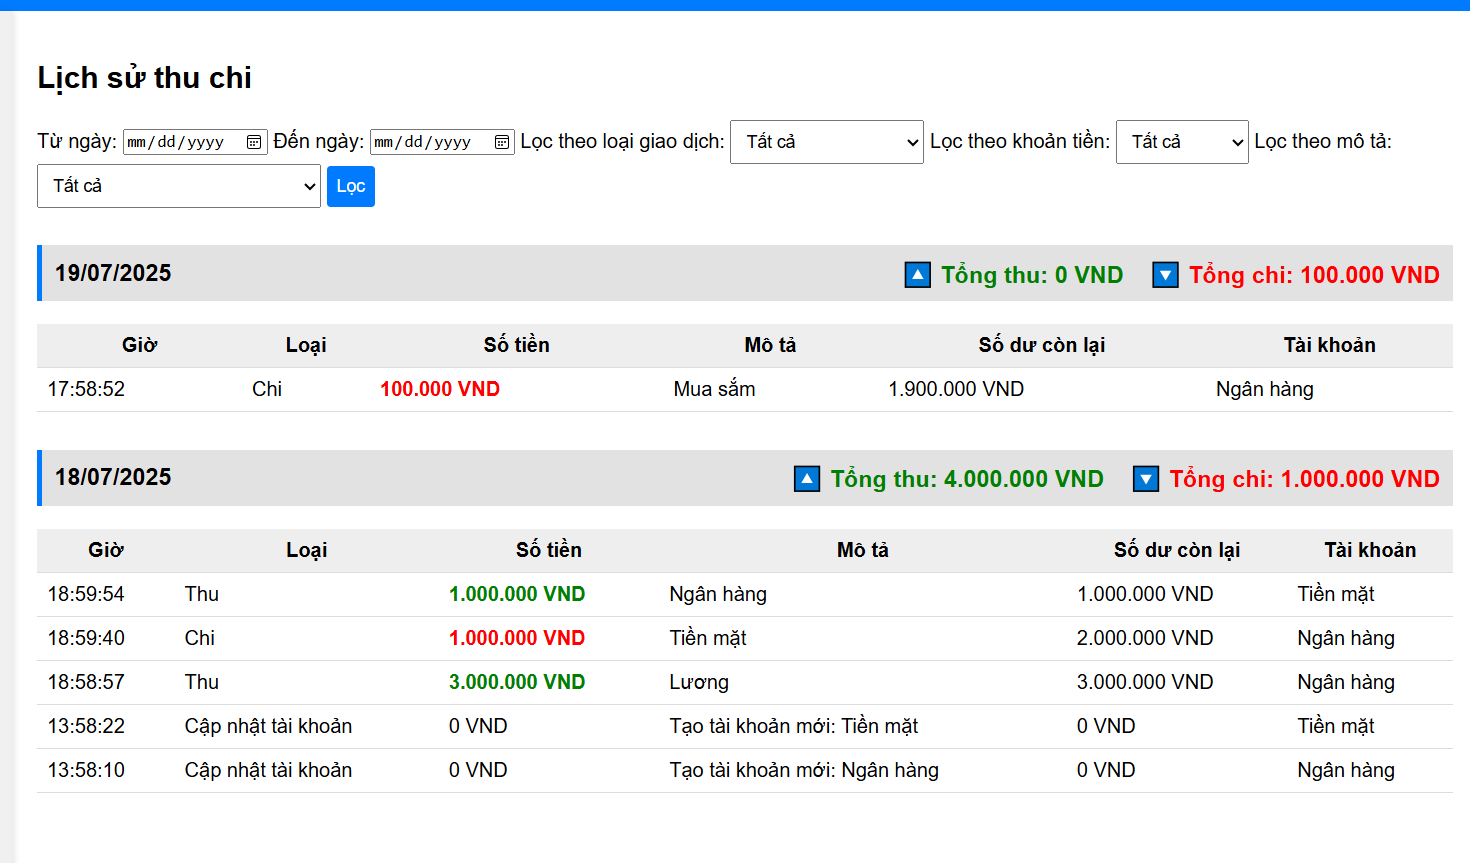 Lịch sử thu chi
Từ ngày: mm/dd/yyyy Đến ngày: mm/dd/yyyy Lọc theo loại giao dịch: Tất cả Lọc theo khoản tiền: Tất cả Lọc theo mô tả:
Tất cả Lọc
19/07/2025 🔼 Tổng thu: 0 VND 🔽 Tổng chi: 100.000 VND
Giờ Loại Số tiền Mô tả Số dư còn lại Tài khoản
17:58:52 Chi 100.000 VND Mua sắm 1.900.000 VND Ngân hàng
18/07/2025 🔼 Tổng thu: 4.000.000 VND 🔽 Tổng chi: 1.000.000 VND
Giờ Loại Số tiền Mô tả Số dư còn lại Tài khoản
18:59:54 Thu 1.000.000 VND Ngân hàng 1.000.000 VND Tiền mặt
18:59:40 Chi 1.000.000 VND Tiền mặt 2.000.000 VND Ngân hàng
18:58:57 Thu 3.000.000 VND Lương 3.000.000 VND Ngân hàng
13:58:22 Cập nhật tài khoản 0 VND Tạo tài khoản mới: Tiền mặt 0 VND Tiền mặt
13:58:10 Cập nhật tài khoản 0 VND Tạo tài khoản mới: Ngân hàng 0 VND Ngân hàng